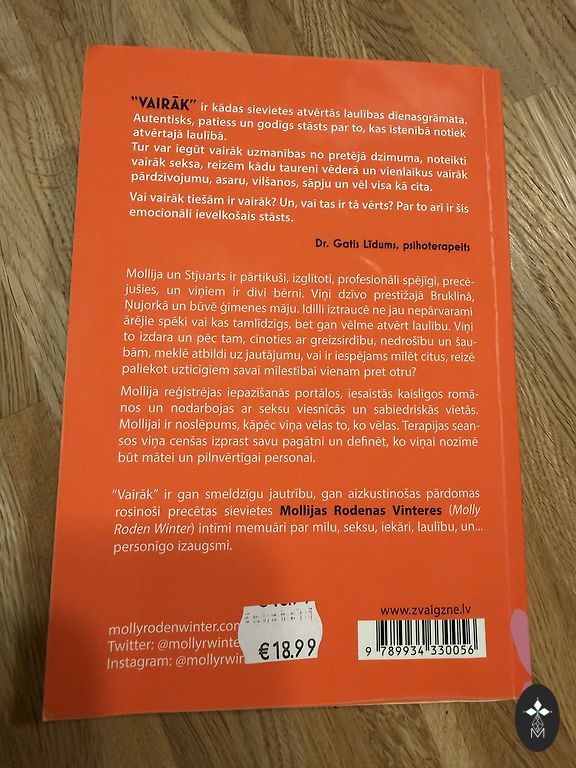 "VAIRĀK" ir kādas sievietes atvērtās laulības dienasgrāmata.
Autentisks, patiess un godīgs stāsts par to, kas īstenībā notiek
atvērtajā laulībā.
Tur var iegūt vairāk uzmanības no pretējā dzimuma, noteikti
vairāk seksa, reizēm kādu taureni vēderā un vienlaikus vairāk
pārdzīvojumu, asaru, vilšanos, sāpju un vēl visa kā cita.
Vai vairāk tiešām ir vairāk? Un, vai tas ir tā vērts? Par to arī ir šis
emocionāli ievelkošais stāsts.
Dr. Gatis Līdums, psihoterapeits
Mollija un Stjuarts ir pārtikuši, izglītoti, profesionāli spējīgi, precē-
jušies, un viņiem ir divi bērni. Viņi dzīvo prestižajā Bruklinā,
Ņujorkā un būvē ģimenes māju. Idilli iztraucē ne jau nepārvarami
ārējie spēki vai kas tamlīdzīgs, bet gan vēlme atvērt laulību. Viņi
to izdara un pēc tam, cīnoties ar greizsirdību, nedrošību un šau-
bām, meklē atbildi uz jautājumu, vai ir iespējams mīlēt citus, reizē
paliekot uzticīgiem savai mīlestībai vienam pret otru?
Mollija reģistrējas iepazīšanās portālos, iesaistās kaislīgos romā-
nos un nodarbojas ar seksu viesnīcās un sabiedriskās vietās.
Mollijai ir noslēpums, kāpēc viņa vēlas to, ko vēlas. Terapijas sean-
sos viņa cenšas izprast savu pagātni un definēt, ko viņai nozīmē
būt mātei un pilnvērtīgai personai.
"Vairāk" ir gan smeldzīgu jautrību, gan aizkustinošas pārdomas
rosinoši precētas sievietes Mollijas Rodenas Vinteres (Molly
Roden Winter) intīmi memuāri par mīlu, seksu, iekāri, laulību, un...
personīgo izaugsmi.
mollyrodenwinter.com
Twitter: @mollyrwinte
Instagram: @mollyrwin
€18.99
www.zvaigzne.lv
9 789934 330056
M